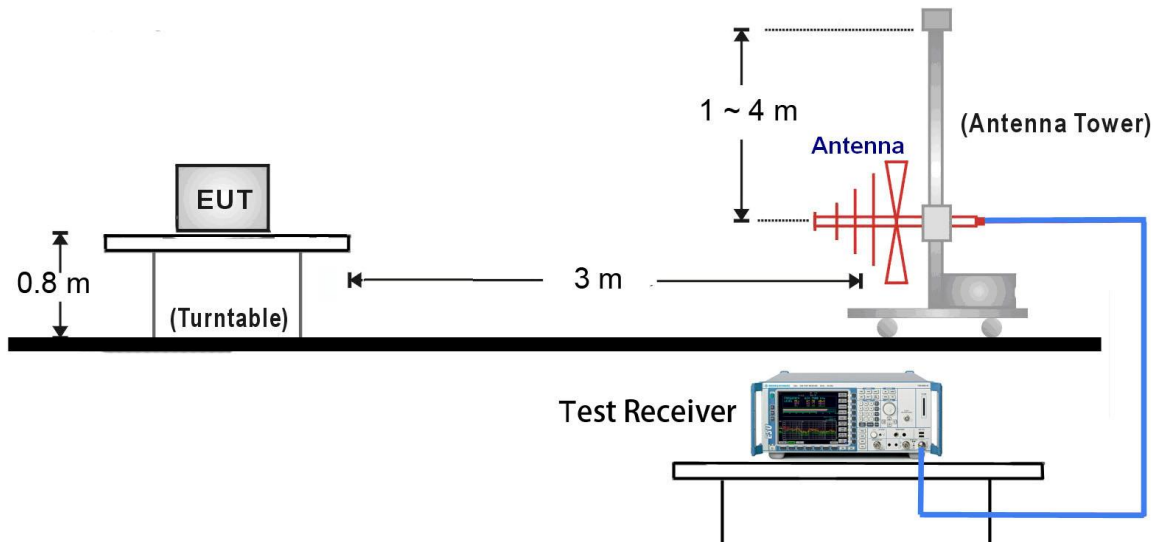 1 ~ 4 m
(Antenna Tower)
Antenna
EUT
0.8 m
3 m
(Turntable)
Test Receiver